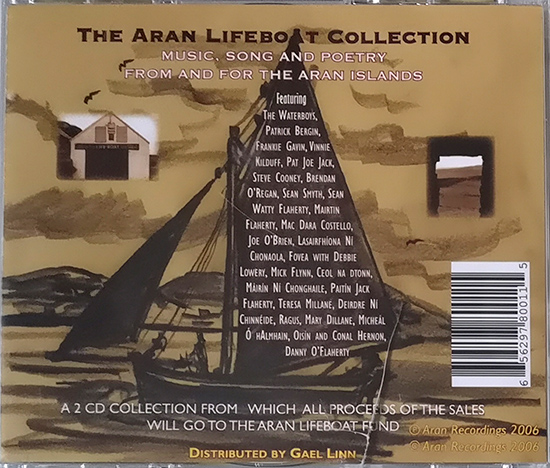 THE ARAN LIFEBOAT COLLECTION
MUSIC, SONG AND POETRY
FROM AND FOR THE ARAN ISLANDS
Featuring
THE WATERBOYS,
PATRICK BERGIN,
FRANKIE GAVIN, VINNIE
KILDUFF, PAT JOE JACK,
STEVE COONEY, BRENDAN
O'REGAN, SEAN SMYTH, SEAN
WATTY FLAHERTY, MAIRTIN
FLAHERTY, MAC DARA COSTELLO,
JOE O'BRIEN, LASAIRFHÍONA NÍ
CHONAOLA, FOVEA WITH DEBBIE
LOWERY, MICK FLYNN, CEOL NA DTONN,
MÁIRÍN NÍ CHONGHAILE, PAITÍN JACK
FLAHERTY, TERESA MILLANE, DEIRDRE NÍ
CHINNÉIDE, RAGUS, MARY DILLANE, MICHEÁL
Ó HALMHAIN, OISÍN AND CONAL HERNON,
DANNY O'FLAHERTY
6 56297 80011 5
A 2 CD COLLECTION FROM WHICH ALL PROCEEDS OF THE SALES
WILL GO TO THE ARAN LIFEBOAT FUND
℗ Aran Recordings 2006
© Aran Recordings 2006
DISTRIBUTED BY GAEL LINN